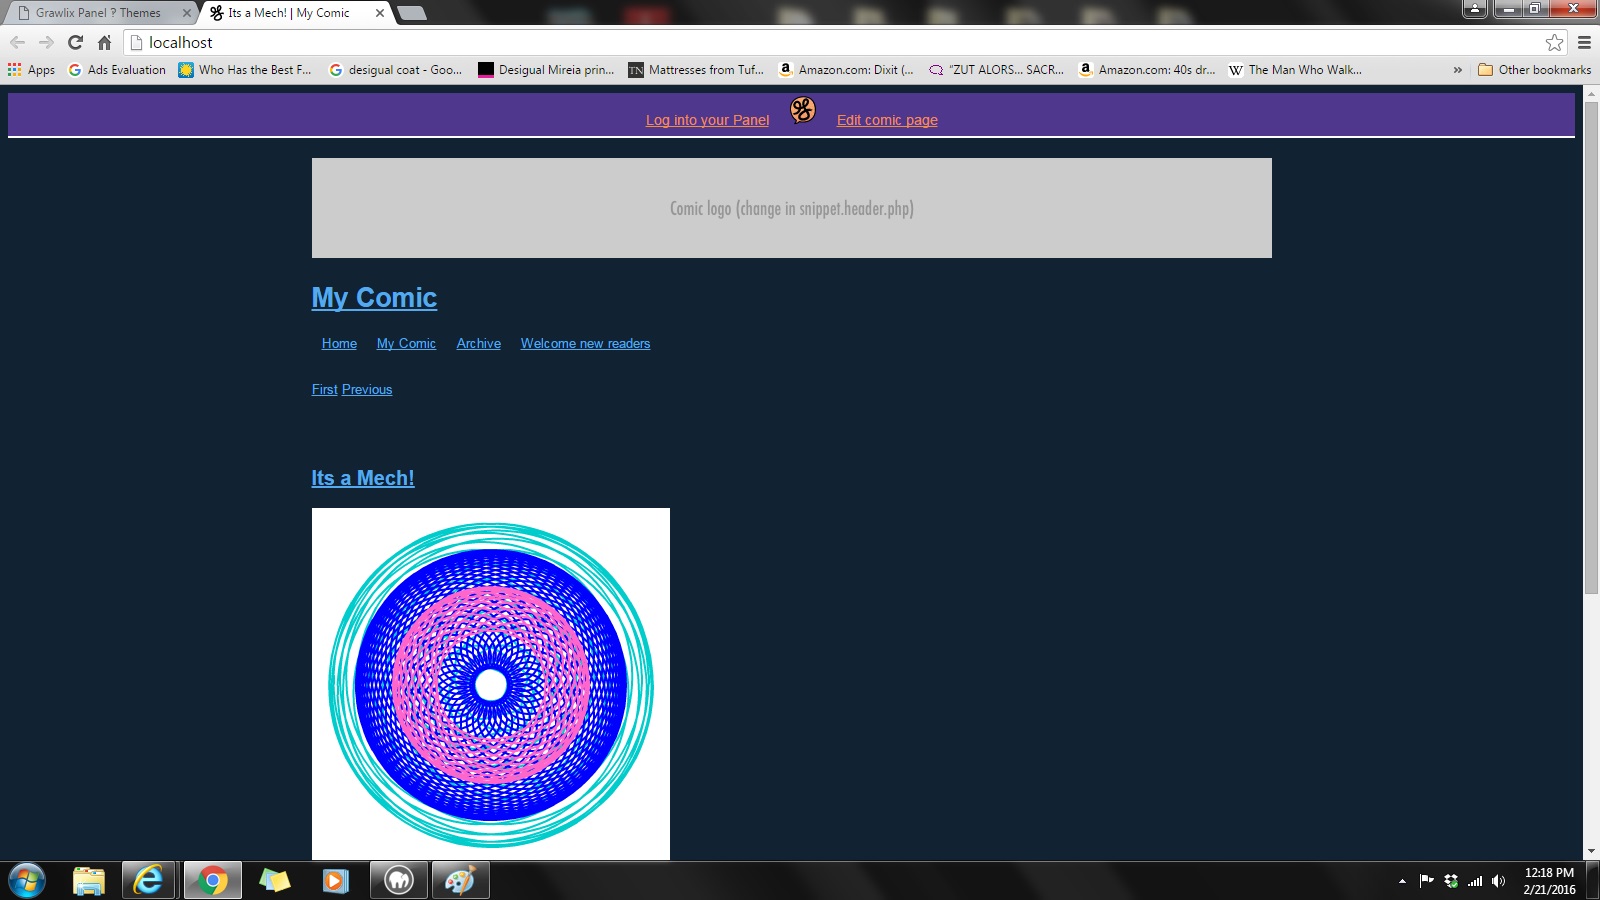 Grawlix Panel ? Themes
Its a Mech! | My Comic
localhost
Apps
Ads Evaluation
Who Has the Best F...
desigual coat - Goo...
Desigual Mireia prin...
TN
Mattresses from Tuf...
Amazon.com: Dixit (...
"ZUT ALORS... SACR...
Amazon.com: 40s dr...
W
The Man Who Walk...
»
Other bookmarks
Log into your Panel
Edit comic page
Comic logo (change in snippet.header.php)
My Comic
Home My Comic Archive Welcome new readers
First Previous
Its a Mech!
12:18 PM
2/21/2016